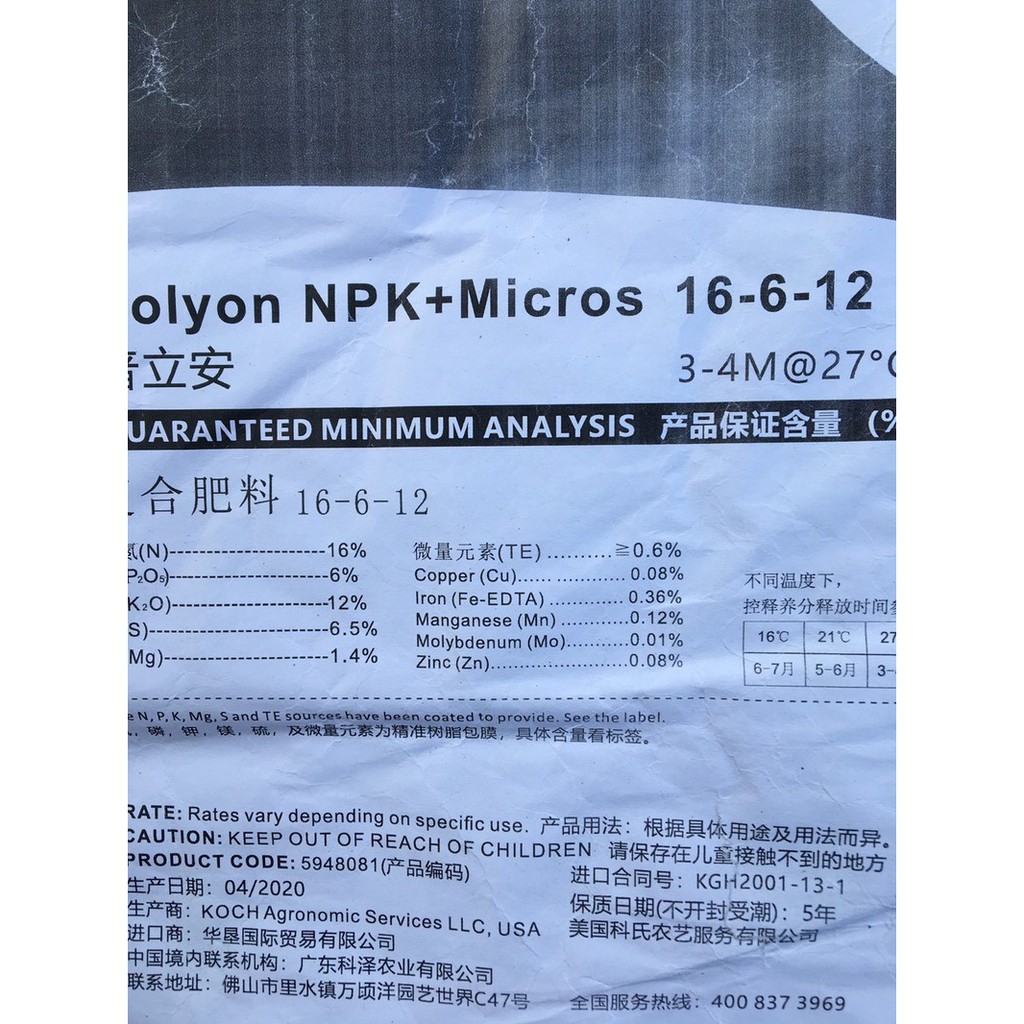 olyon NPK+Micros 16-6-12
普立安
3-4M@27°C
UARANTEED MINIMUM ANALYSIS 产品保证含量 (%
合肥料 16-6-12
氮(N)-----------------------16%
P₂O₅)-----------------------6%
K₂O)-----------------------12%
S)--------------------------6.5%
Mg)------------------------1.4%
微量元素(TE) ..........≧0.6%
Copper (Cu)...... ............ 0.08%
Iron (Fe-EDTA) ............ 0.36%
Manganese (Mn) ...........0.12%
Molybdenum (Mo)..........0.01%
Zinc (Zn)......................0.08%
不同温度下,
控释养分释放时间
16℃ 21℃ 27
6-7月 5-6月 3-
e N, P, K, Mg, S and TE sources have been coated to provide. See the label.
, 磷, 钾, 镁, 硫, 及微量元素为精准树脂包膜, 具体含量看标签。
RATE: Rates vary depending on specific use. 产品用法: 根据具体用途及用法而异。
CAUTION: KEEP OUT OF REACH OF CHILDREN 请保存在儿童接触不到的地方
PRODUCT CODE: 5948081(产品编码)
进口合同号: KGH2001-13-1
生产日期: 04/2020
保质日期(不开封受潮): 5年
生产商: KOCH Agronomic Services LLC, USA
美国科氏农艺服务有限公司
进口商: 华垦国际贸易有限公司
中国境内联系机构: 广东科泽农业有限公司
联系地址: 佛山市里水镇万顷洋园艺世界C47号
全国服务热线: 400 837 3969